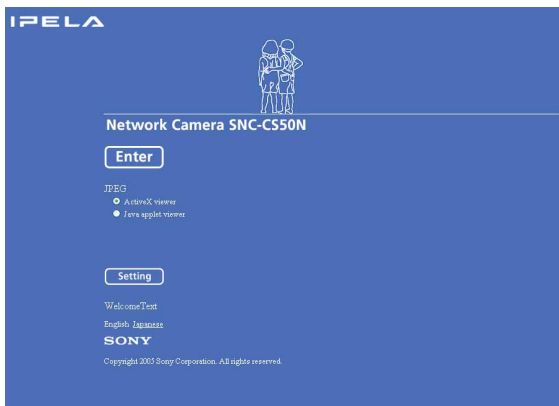 IPELA
Network Camera SNC-CS50N
Enter
JPEG
ActiveX viewer
Java applet viewer
Setting
WelcomeText
English Japanese
SONY
Copyright 2005 Sony Corporation. All rights reserved.